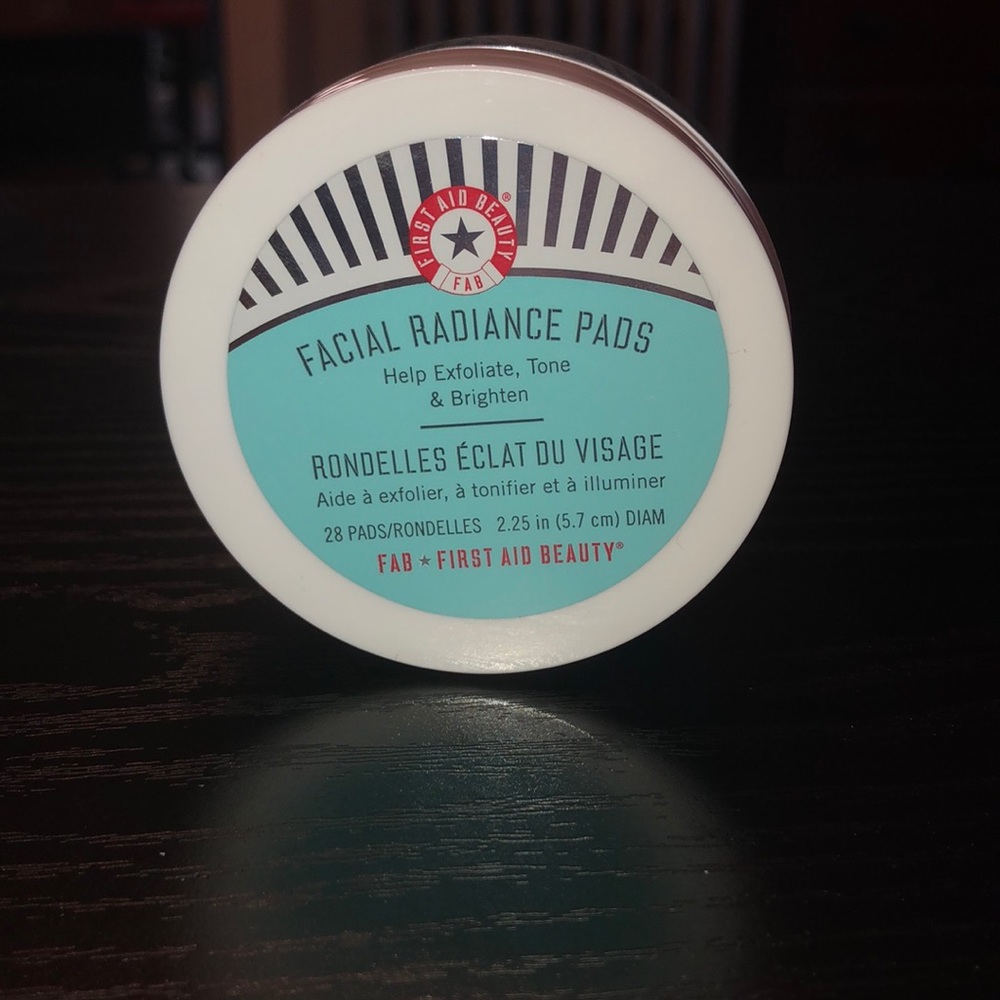 FIRST AID BEAUTY®
FAB
FACIAL RADIANCE PADS
Help Exfoliate, Tone
& Brighten
RONDELLES ÉCLAT DU VISAGE
Aide à exfolier, à tonifier et à illuminer
28 PADS/RONDELLES 2.25 in (5.7 cm) DIAM
FAB ★ FIRST AID BEAUTY®